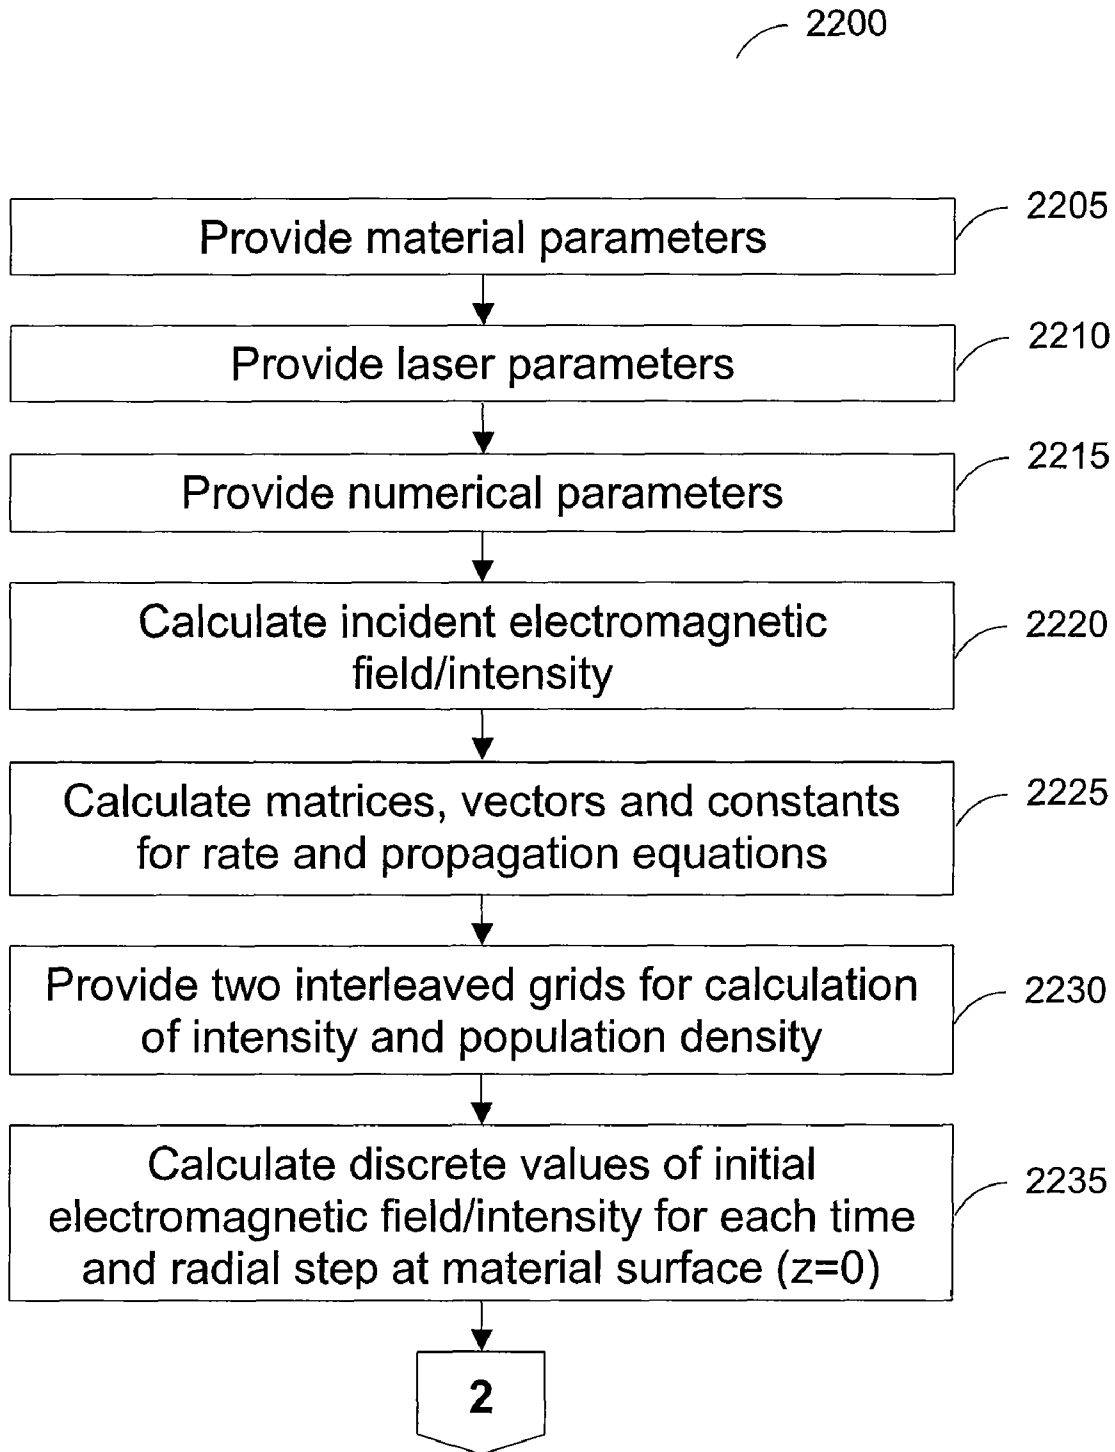 2200
Provide material parameters
2205
Provide laser parameters
2210
Provide numerical parameters
2215
Calculate incident electromagnetic
field/intensity
2220
Calculate matrices, vectors and constants
for rate and propagation equations
2225
Provide two interleaved grids for calculation
of intensity and population density
2230
Calculate discrete values of initial
electromagnetic field/intensity for each time
and radial step at material surface (z=0)
2235
2